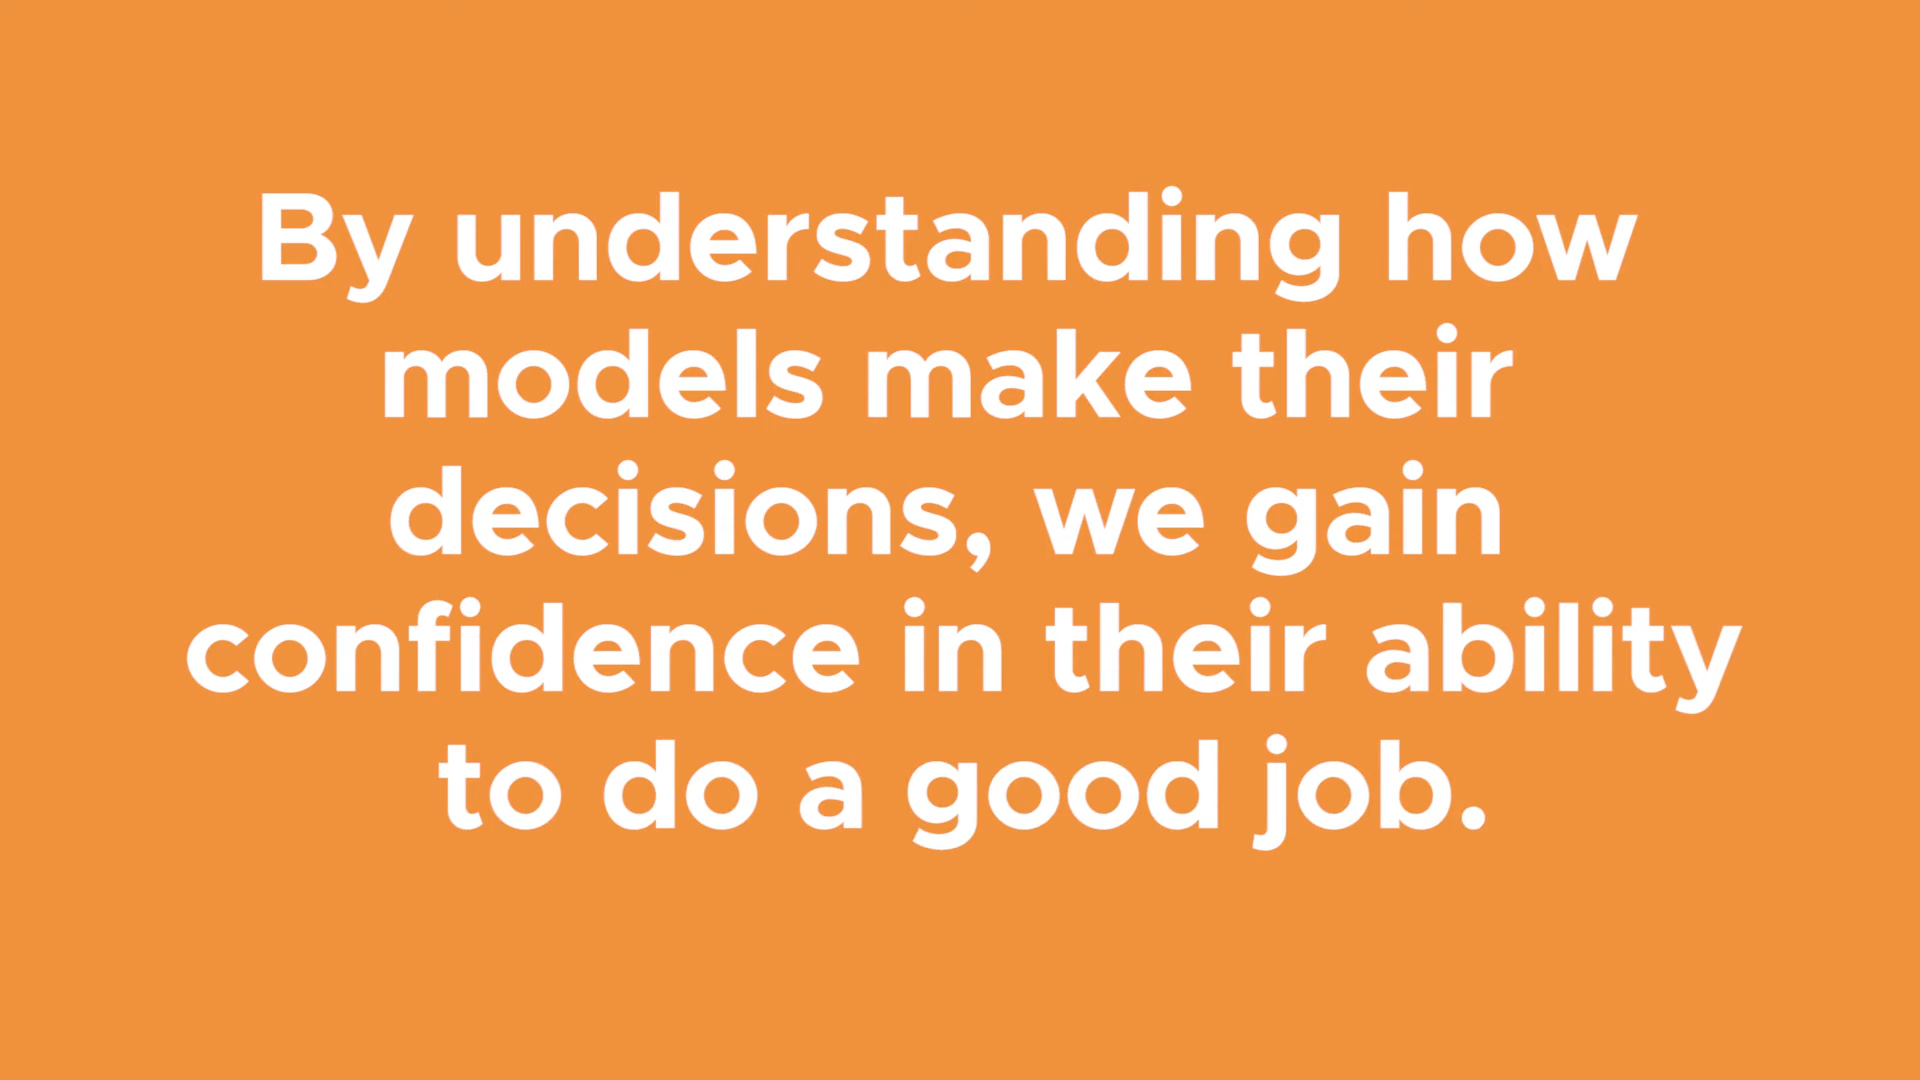 By understanding how
models make their
decisions, we gain
confidence in their ability
to do a good job.